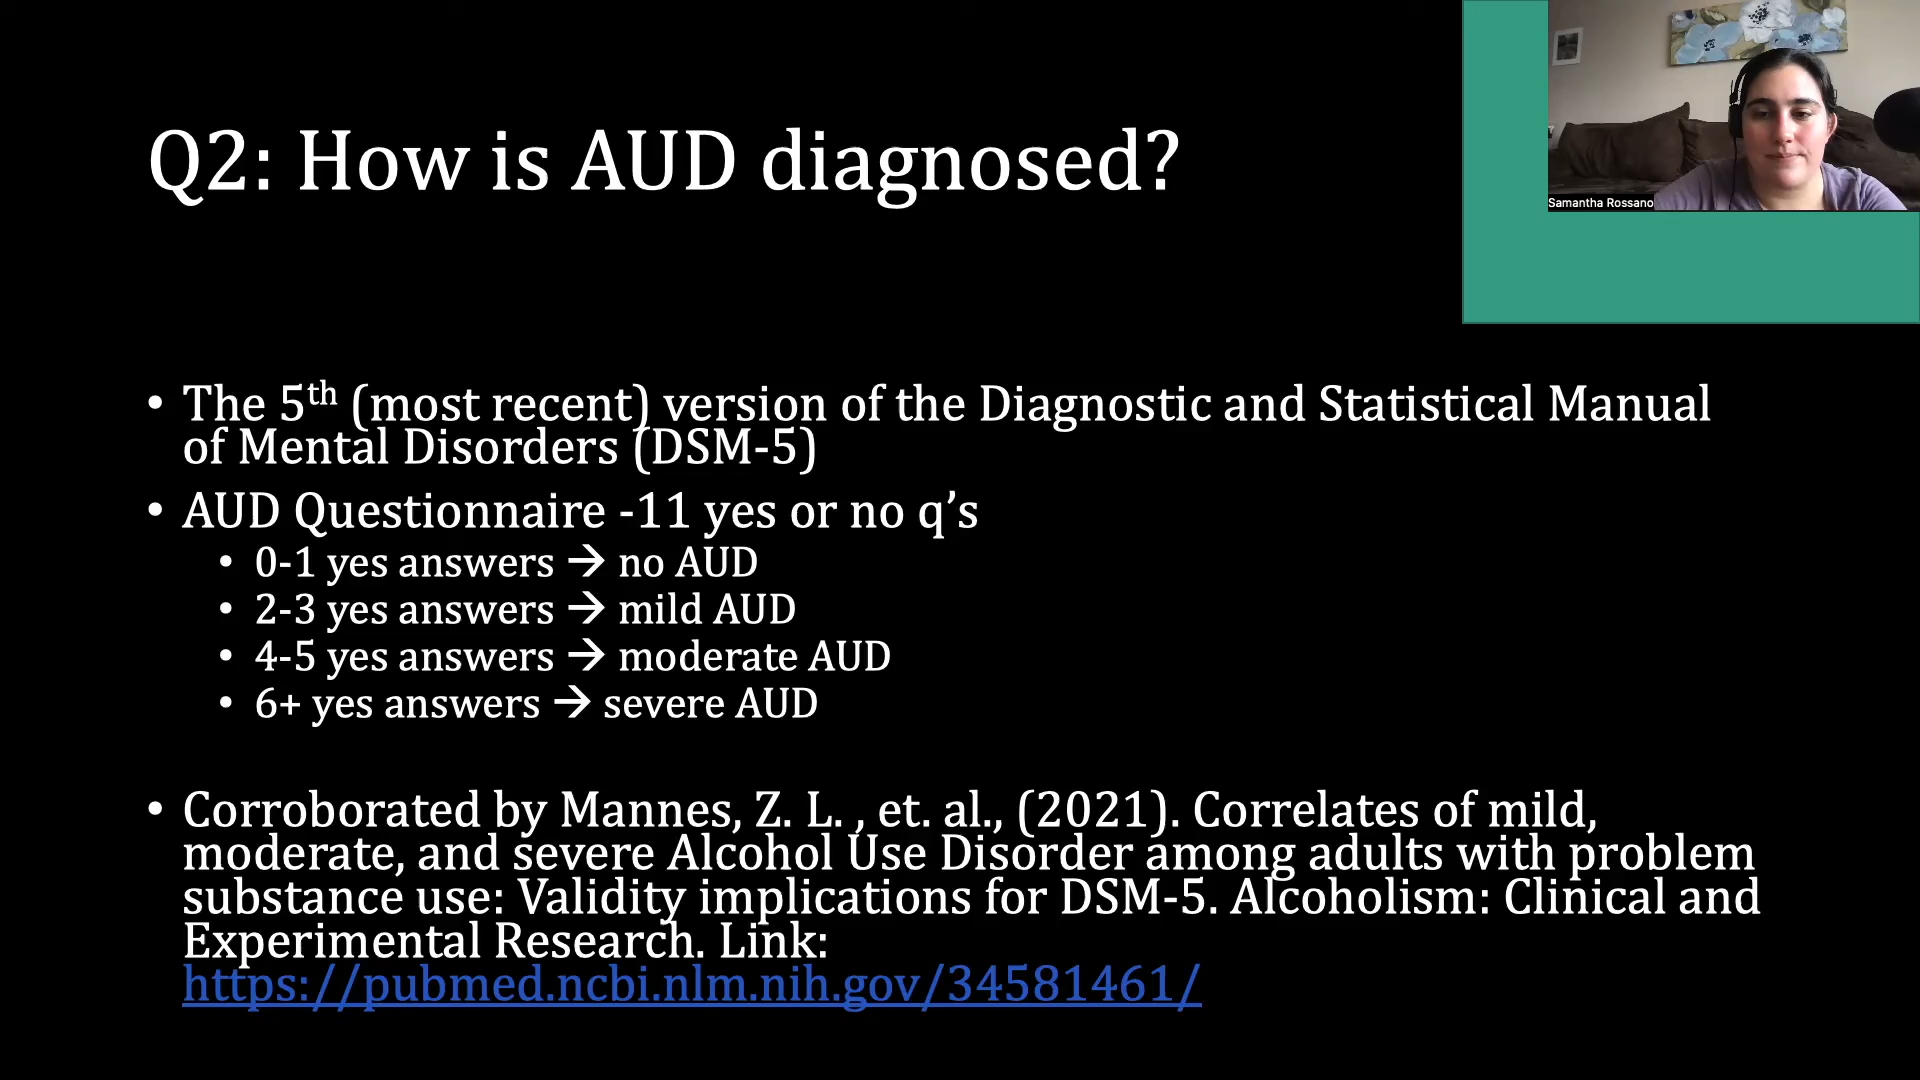 Q2: How is AUD diagnosed?
Samantha Rossano
• The 5th (most recent) version of the Diagnostic and Statistical Manual
of Mental Disorders (DSM-5)
• AUD Questionnaire -11 yes or no q’s
• 0-1 yes answers → no AUD
• 2-3 yes answers → mild AUD
• 4-5 yes answers → moderate AUD
• 6+ yes answers → severe AUD
• Corroborated by Mannes, Z. L. , et. al., (2021). Correlates of mild,
moderate, and severe Alcohol Use Disorder among adults with problem
substance use: Validity implications for DSM-5. Alcoholism: Clinical and
Experimental Research. Link:
https://pubmed.ncbi.nlm.nih.gov/34581461/